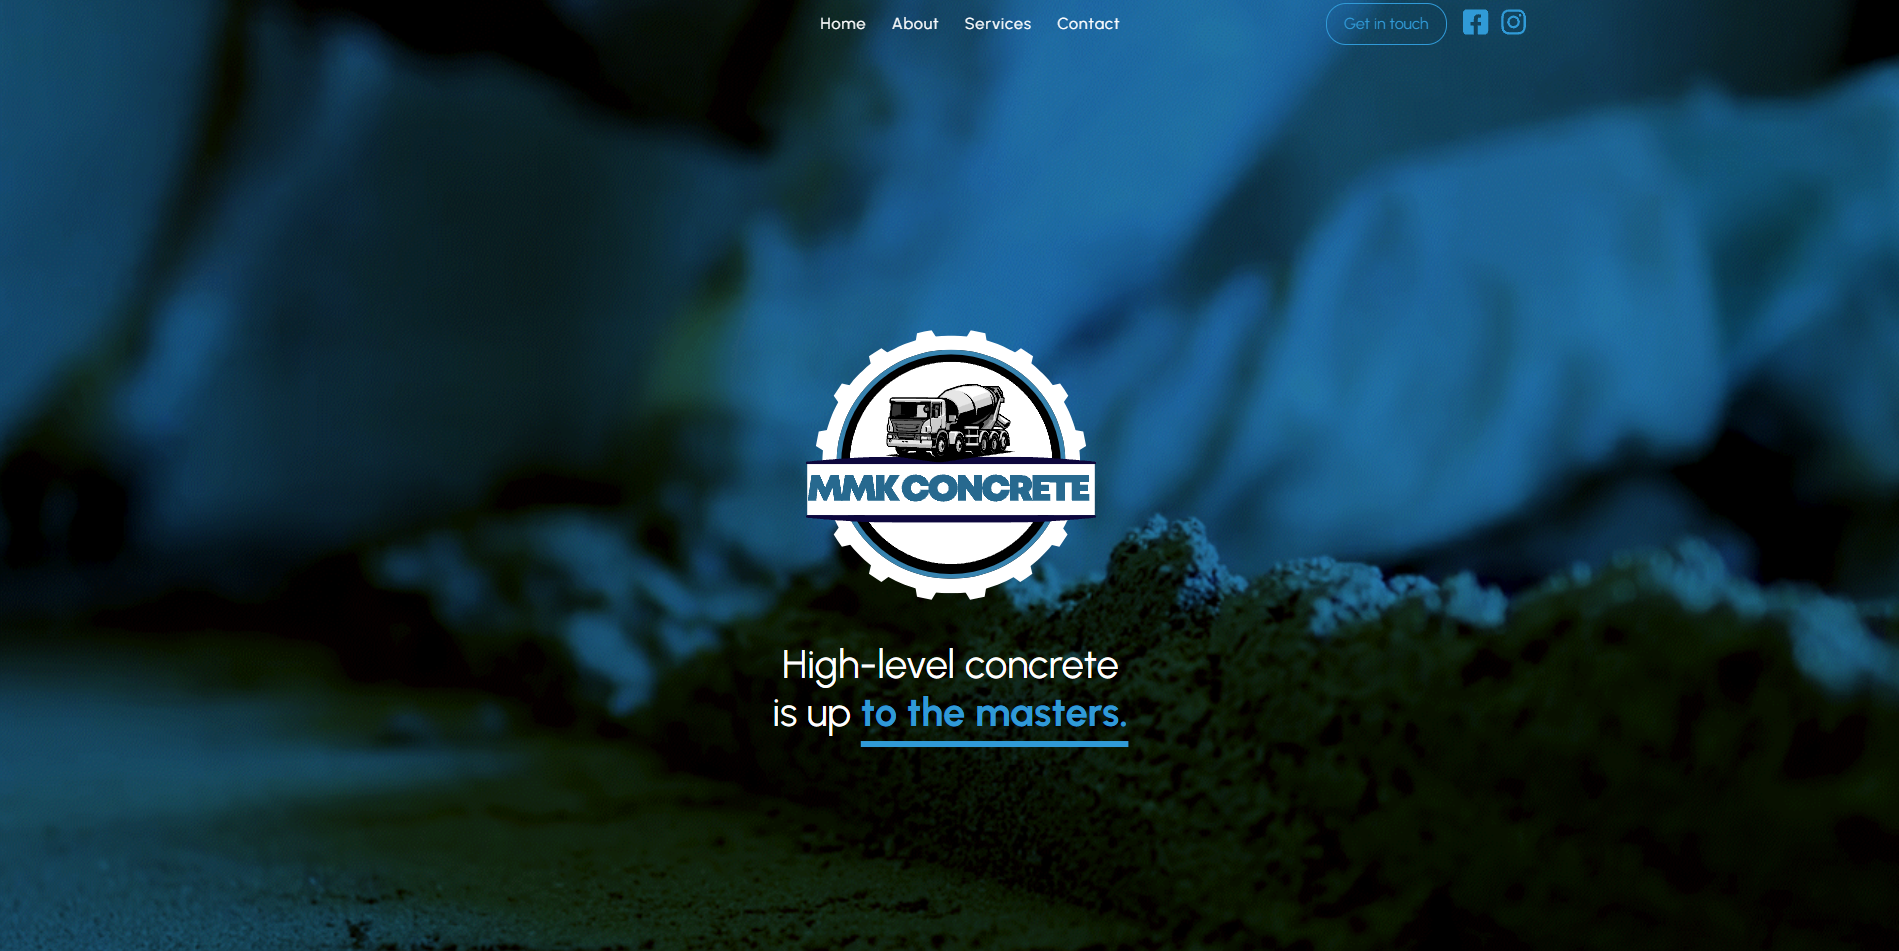 Home About Services Contact Get in touch
MMK CONCRETE
High-level concrete
is up to the masters.